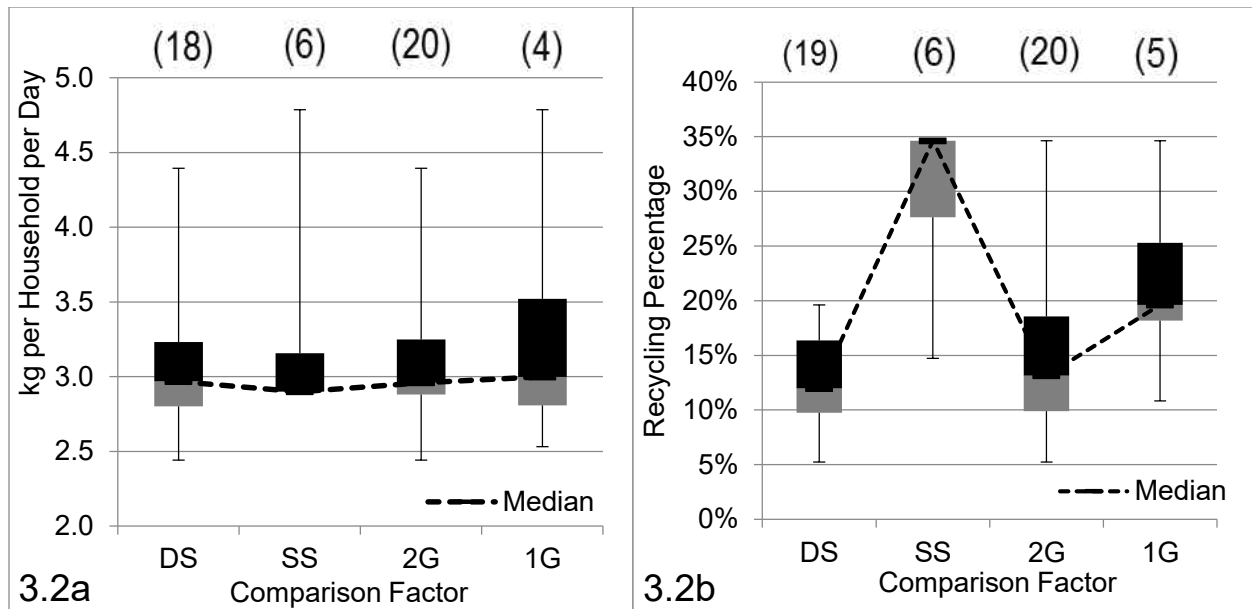 (18) (6) (20) (4)
kg per Household per Day
5.0
4.5
4.0
3.5
3.0
2.5
2.0
Median
DS SS 2G 1G
Comparison Factor
3.2a
(19) (6) (20) (5)
Recycling Percentage
40%
35%
30%
25%
20%
15%
10%
5%
0%
Median
DS SS 2G 1G
Comparison Factor
3.2b